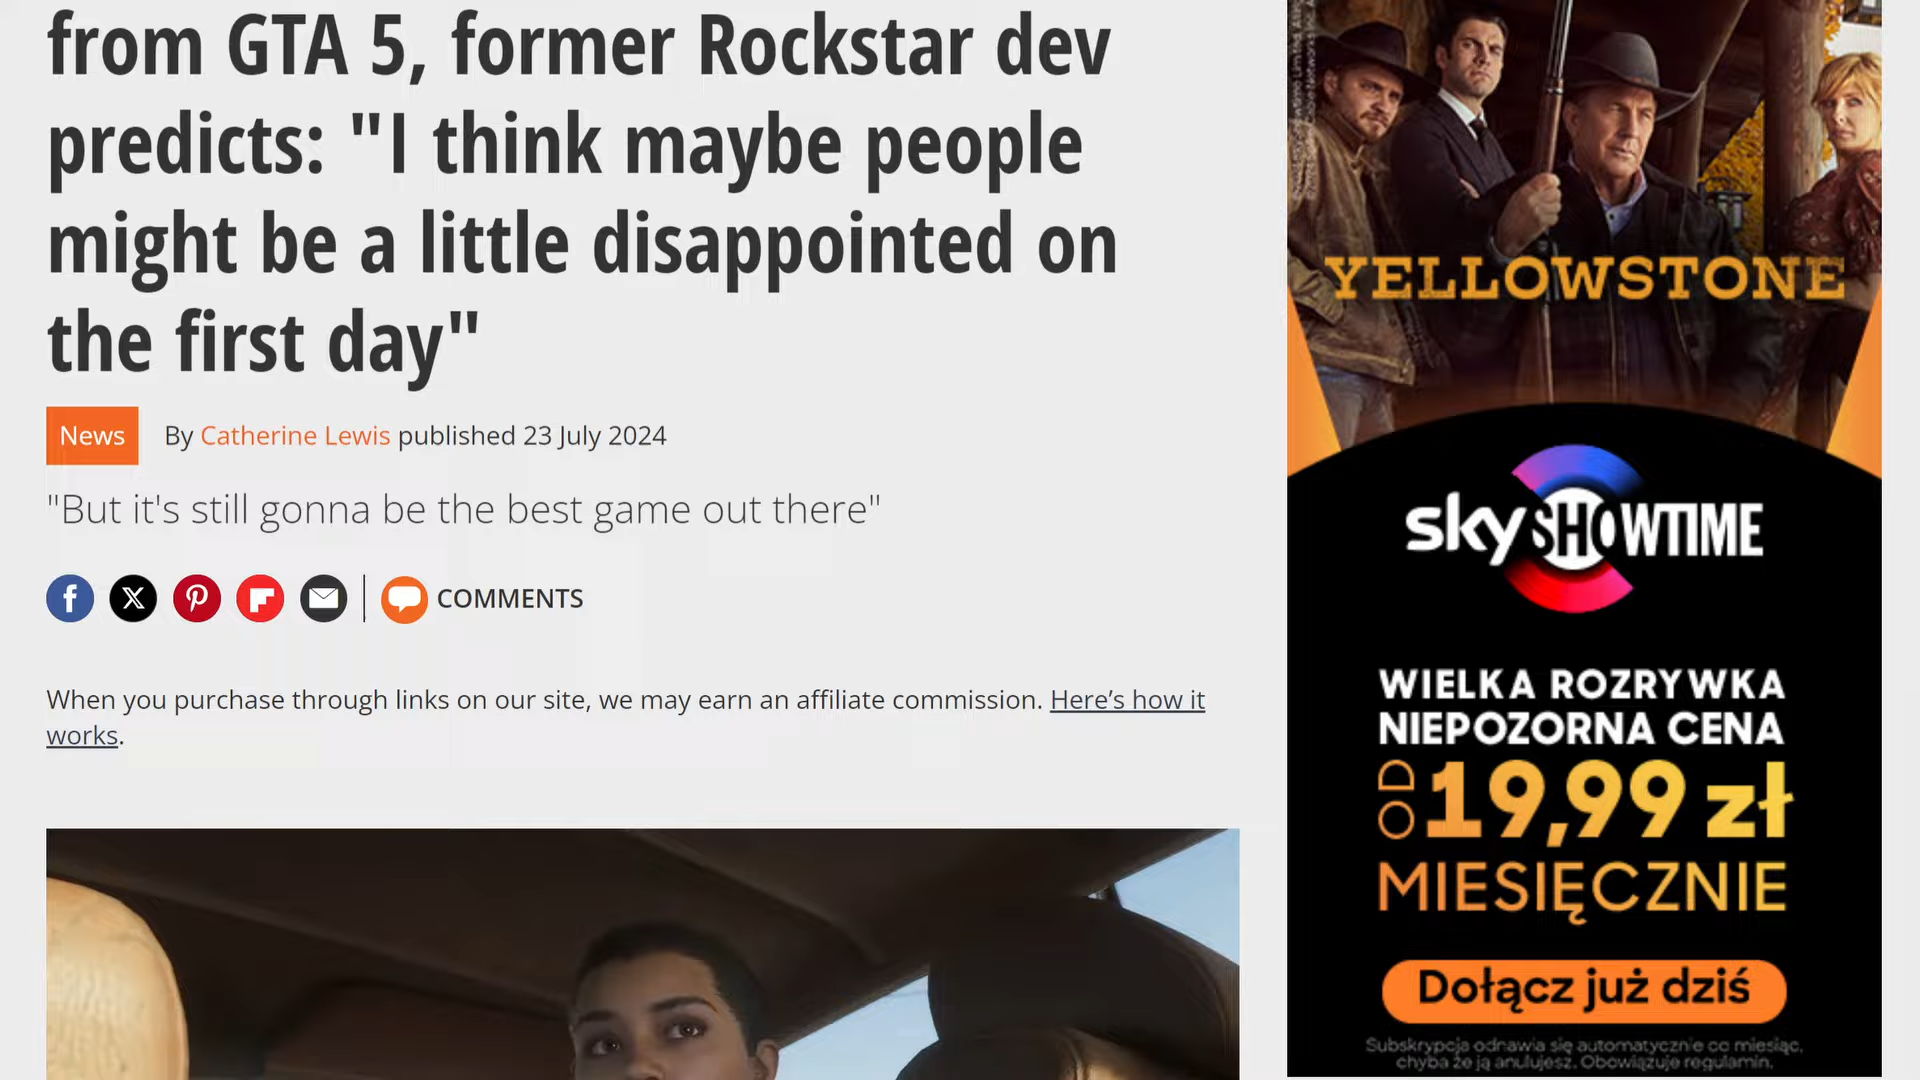 from GTA 5, former Rockstar dev
predicts: "I think maybe people
might be a little disappointed on
the first day"
News
By Catherine Lewis published 23 July 2024
"But it's still gonna be the best game out there"
COMMENTS
When you purchase through links on our site, we may earn an affiliate commission. Here’s how it
works.
YELLOWSTONE
sky SHOWTIME
WIELKA ROZRYWKA
NIEPOZORNA CENA
OD 19,99 zł
MIESIĘCZNIE
Dołącz już dziś
Subskrypcja odnawia się automatycznie co miesiąc,
chyba że ją anulujesz. Obowiązuje regulamin.